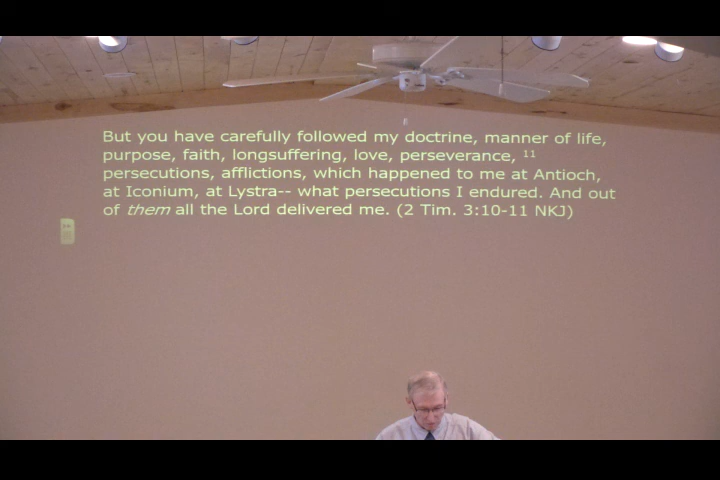 But you have carefully followed my doctrine, manner of life,
purpose, faith, longsuffering, love, perseverance, 11
persecutions, afflictions, which happened to me at Antioch,
at Iconium, at Lystra-- what persecutions I endured. And out
of them all the Lord delivered me. (2 Tim. 3:10-11 NKJ)